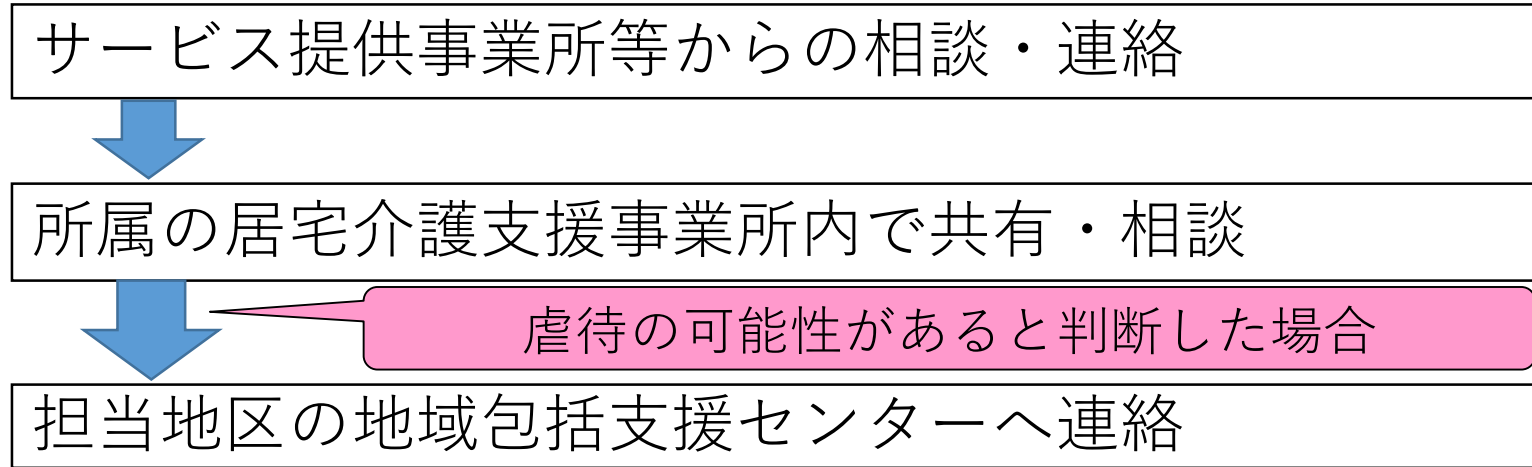 サービス提供事業所等からの相談・連絡
所属の居宅介護支援事業所内で共有・相談
虐待の可能性があると判断した場合
担当地区の地域包括支援センターへ連絡